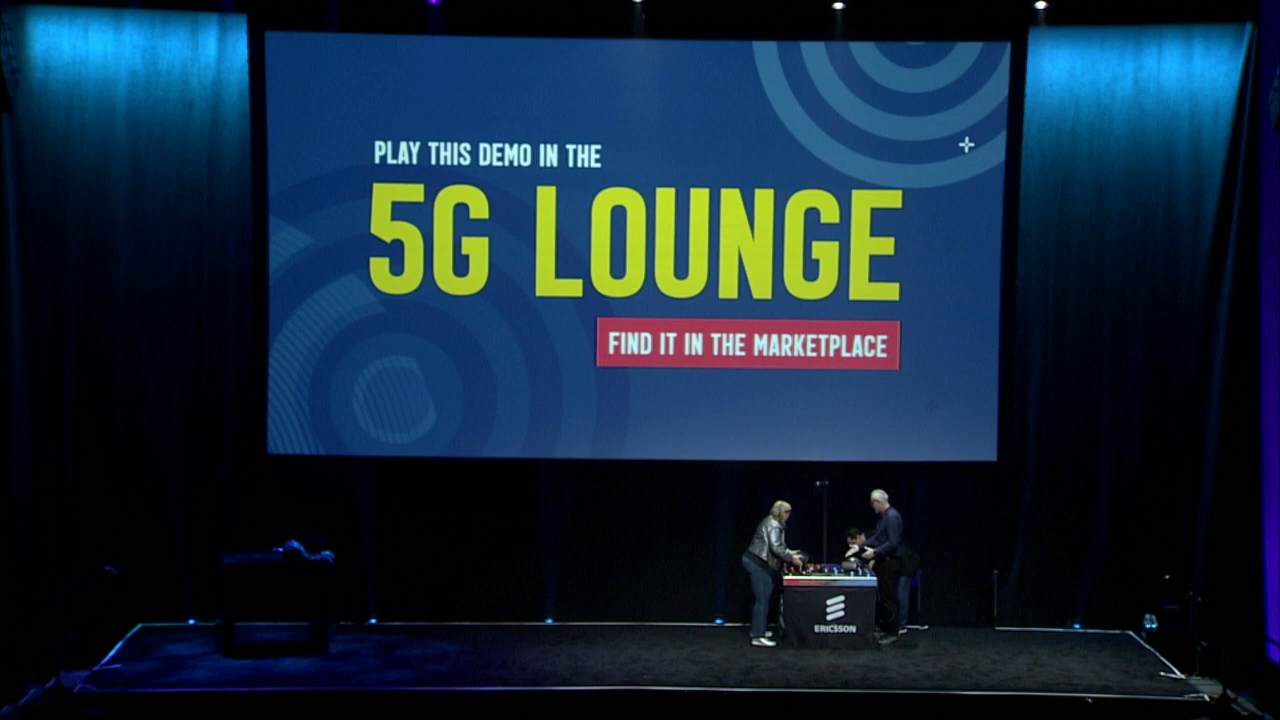 PLAY THIS DEMO IN THE
5G LOUNGE
FIND IT IN THE MARKETPLACE
ERICSSON